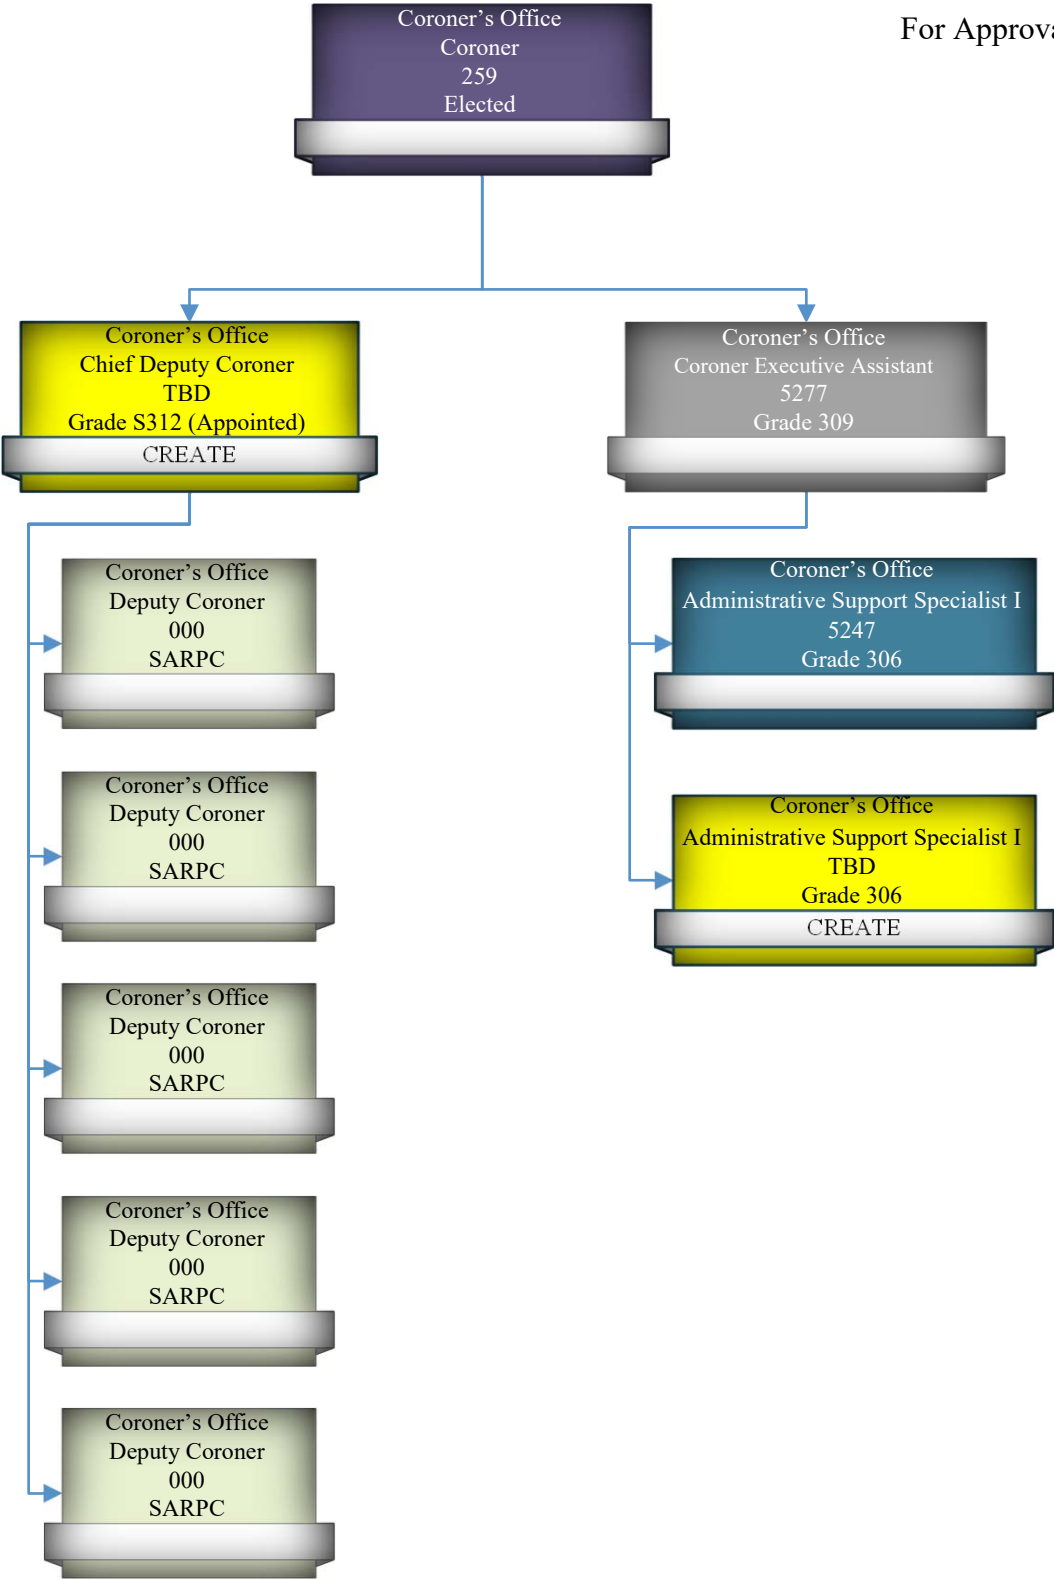 Coroner’s Office
Coroner
259
Elected
For Approva
Coroner’s Office
Chief Deputy Coroner
TBD
Grade S312 (Appointed)
CREATE
Coroner’s Office
Coroner Executive Assistant
5277
Grade 309
Coroner’s Office
Deputy Coroner
000
SARPC
Coroner’s Office
Deputy Coroner
000
SARPC
Coroner’s Office
Deputy Coroner
000
SARPC
Coroner’s Office
Deputy Coroner
000
SARPC
Coroner’s Office
Deputy Coroner
000
SARPC
Coroner’s Office
Administrative Support Specialist I
5247
Grade 306
Coroner’s Office
Administrative Support Specialist I
TBD
Grade 306
CREATE